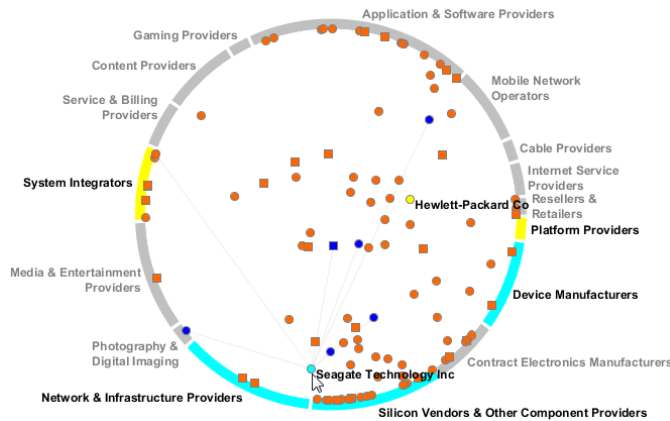 Application & Software Providers
Gaming Providers
Content Providers
Mobile Network
Operators
Service & Billing
Providers
Cable Providers
Internet Service
Providers
System Integrators
Resellers &
Retailers
Hewlett-Packard Co
Platform Providers
Media & Entertainment
Providers
Device Manufacturers
Photography &
Digital Imaging
Contract Electronics Manufacturers
Seagate Technology Inc
Network & Infrastructure Providers
Silicon Vendors & Other Component Providers